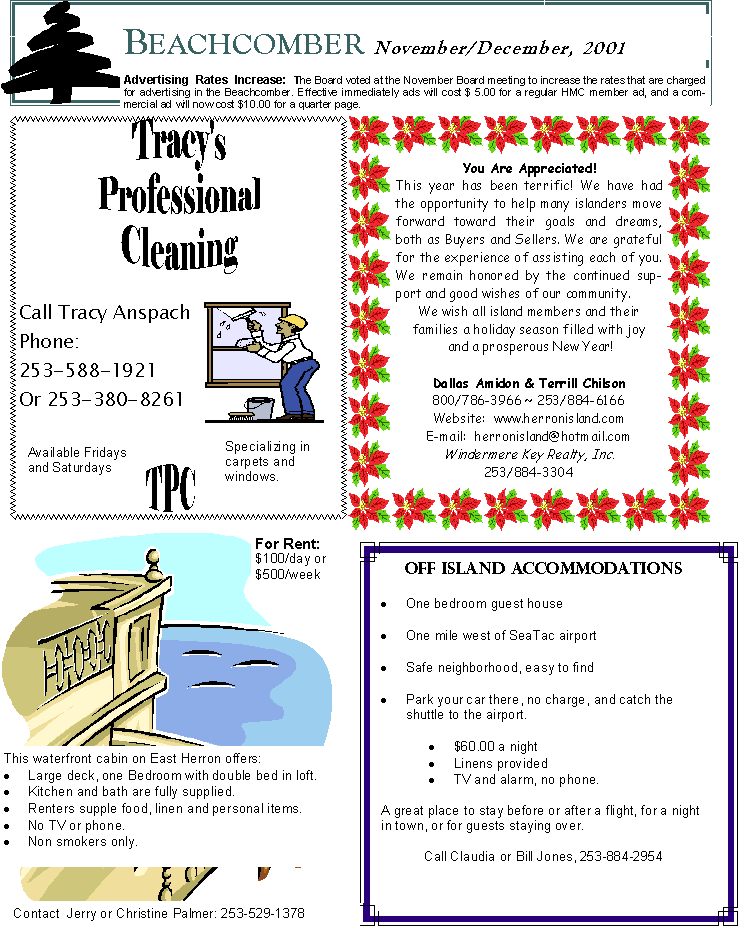 BEACHCOMBER November/December, 2001
Advertising Rates Increase: The Board voted at the November Board meeting to increase the rates that are charged
for advertising in the Beachcomber. Effective immediately ads will cost $ 5.00 for a regular HMC member ad, and a com-
mercial ad will now cost $10.00 for a quarter page.
Tracy's
Professional
Cleaning
Call Tracy Anspach
Phone:
253-588-1921
Or 253-380-8261
Available Fridays
and Saturdays
Specializing in
carpets and
windows.
TPC
You Are Appreciated!
This year has been terrific! We have had
the opportunity to help many islanders move
forward toward their goals and dreams,
both as Buyers and Sellers. We are grateful
for the experience of assisting each of you.
We remain honored by the continued sup-
port and good wishes of our community.
We wish all island members and their
families a holiday season filled with joy
and a prosperous New Year!
Dallas Amidon & Terrill Chilson
800/786-3966 ~ 253/884-6166
Website: www.herronisland.com
E-mail: herronisland@hotmail.com
Windermere Key Realty, Inc.
253/884-3304
For Rent:
$100/day or
$500/week
This waterfront cabin on East Herron offers:
• Large deck, one Bedroom with double bed in loft.
• Kitchen and bath are fully supplied.
• Renters supple food, linen and personal items.
• No TV or phone.
• Non smokers only.
Contact Jerry or Christine Palmer: 253-529-1378
OFF ISLAND ACCOMMODATIONS
• One bedroom guest house
• One mile west of SeaTac airport
• Safe neighborhood, easy to find
• Park your car there, no charge, and catch the
shuttle to the airport.
• $60.00 a night
• Linens provided
• TV and alarm, no phone.
A great place to stay before or after a flight, for a night
in town, or for guests staying over.
Call Claudia or Bill Jones, 253-884-2954